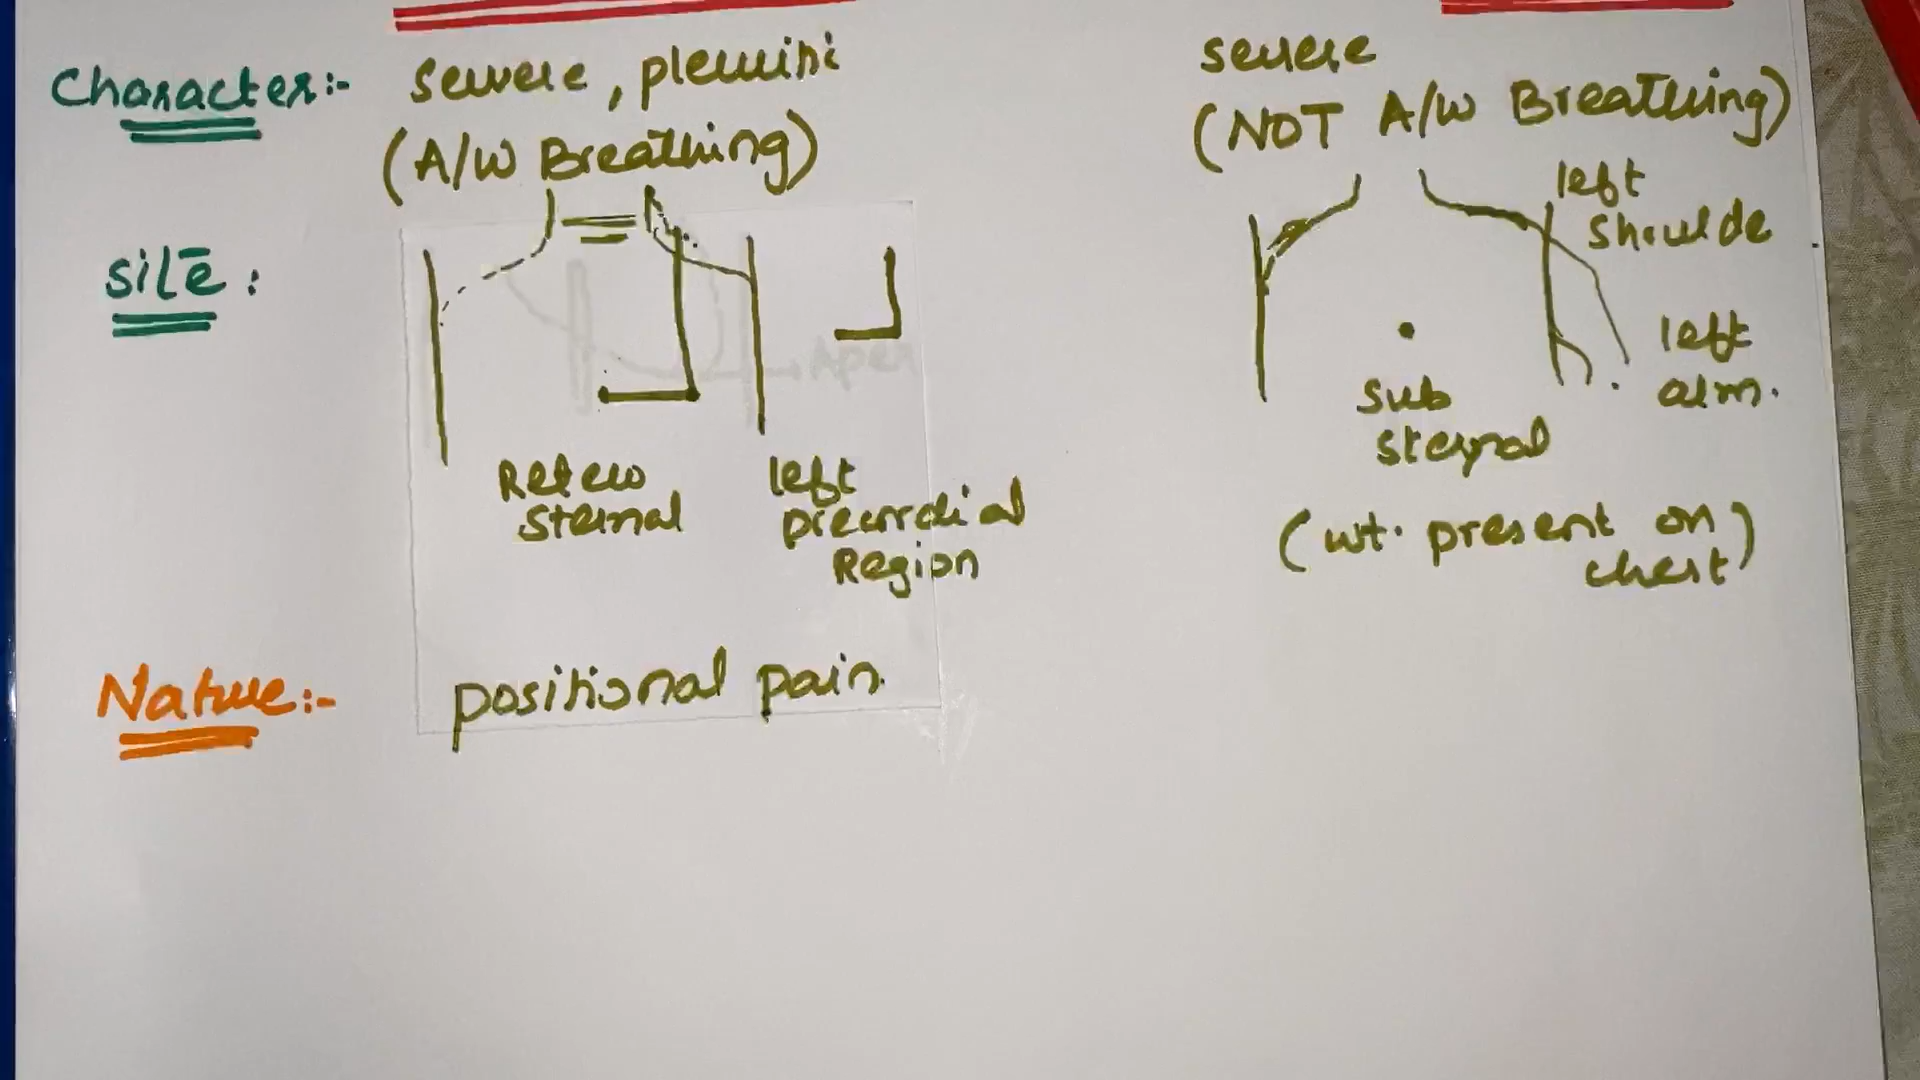 Character:- severe, pleuritic
(A/W Breathing)
severe
(NOT A/W Breathing)
site :
left
shoulde
left
arm.
Retro
sternal
left
precordial
Region
sub
sternal
(wt. present on
chest)
Nature:- positional pain.